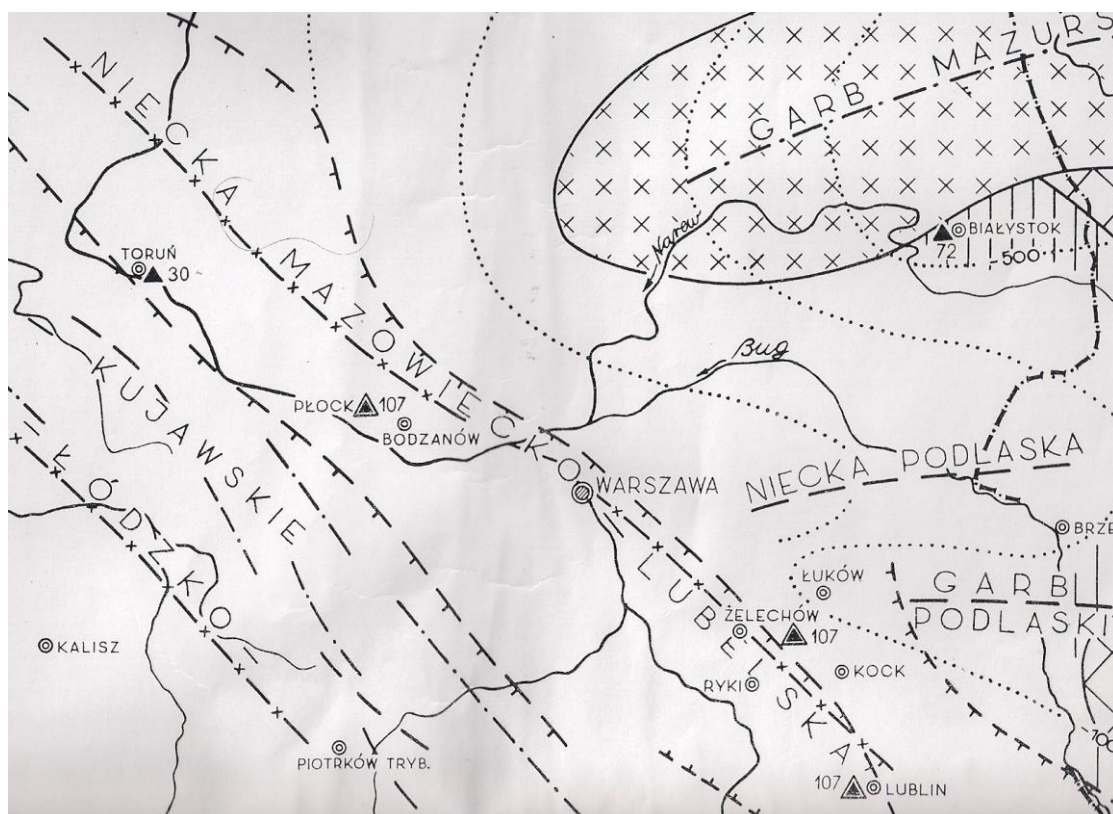 NIECKA MAZOWIECKO LUBELSKA
GARB MAZURS
Narew
BIAŁYSTOK
72
-500
TORUŃ
30
KUJAWSKIE
Bug
PŁOCK 107
BODZANÓW
ŁÓDZKO
WARSZAWA
NIECKA PODLASKA
BRZE
ŁUKÓW
GARB
PODLASKI
ŻELECHÓW
107
KALISZ
RYKI
KOCK
PIOTRKÓW TRYB.
107
LUBLIN